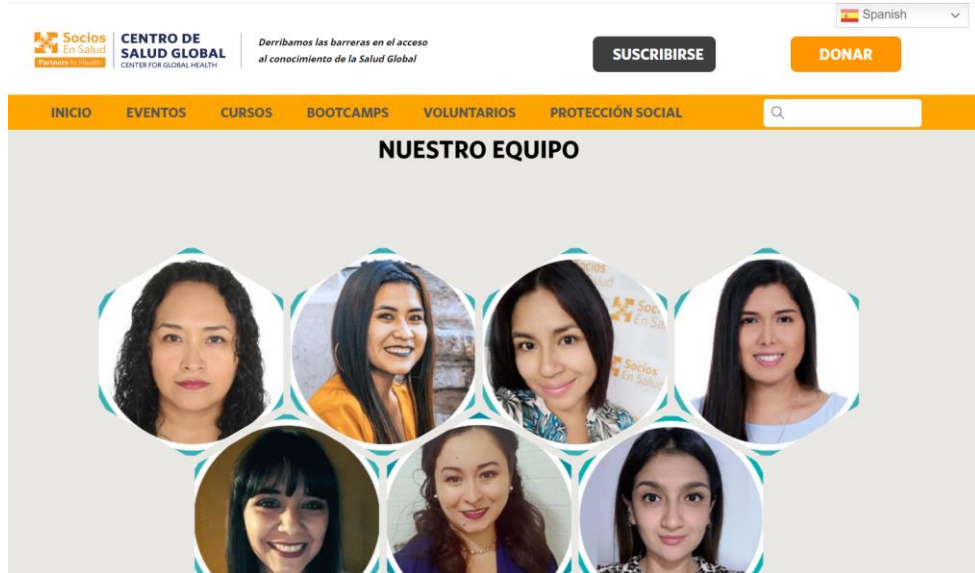 Spanish
Socios
En Salud
Partners In Health
CENTRO DE
SALUD GLOBAL
CENTER FOR GLOBAL HEALTH
Derribamos las barreras en el acceso
al conocimiento de la Salud Global
SUSCRIBIRSE
DONAR
INICIO
EVENTOS
CURSOS
BOOTCAMPS
VOLUNTARIOS
PROTECCIÓN SOCIAL
NUESTRO EQUIPO
Socios
En Salud